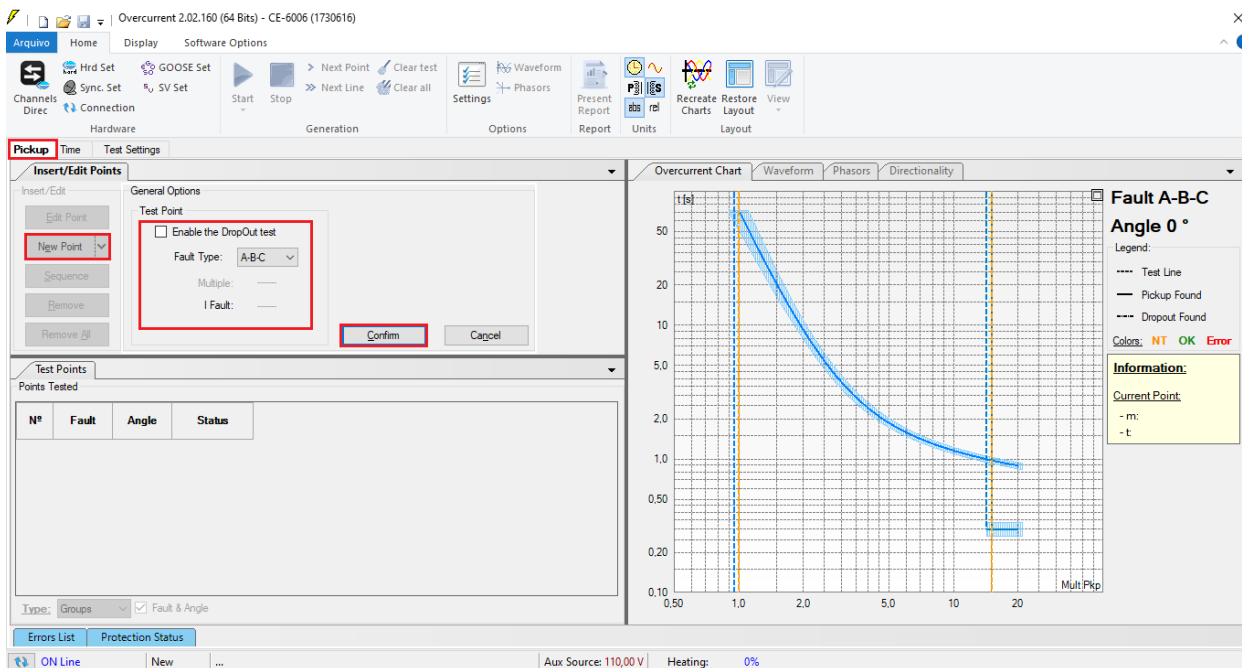 Overcurrent 2.02.160 (64 Bits) - CE-6006 (1730616)
Arquivo Home Display Software Options
Channels Direc
Hrd Set
Sync. Set
Connection
GOOSE Set
SV Set
Hardware
Start
Stop
Next Point
Next Line
Clear test
Clear all
Generation
Settings
Waveform
Phasors
Options
Present Report
Report
abs rel
Units
Recreate Charts
Restore Layout
View
Layout
Pickup Time Test Settings
Insert/Edit Points
Insert/Edit
Edit Point
New Point
Sequence
Remove
Remove All
General Options
Test Point
Enable the DropOut test
Fault Type: A-B-C
Multiple: ----
I Fault: ----
Confirm Cancel
Test Points
Points Tested
Nº Fault Angle Status
Type: Groups Fault & Angle
Overcurrent Chart Waveform Phasors Directionality
t [s]
50
20
10
5,0
2,0
1,0
0,50
0,20
0,10
0,50 1,0 2,0 5,0 10 20
Mult Pkp
Fault A-B-C
Angle 0 °
Legend:
Test Line
Pickup Found
Dropout Found
Colors: NT OK Error
Information:
Current Point:
- m:
- t:
Errors List Protection Status
ON Line New ... Aux Source: 110,00 V Heating: 0%